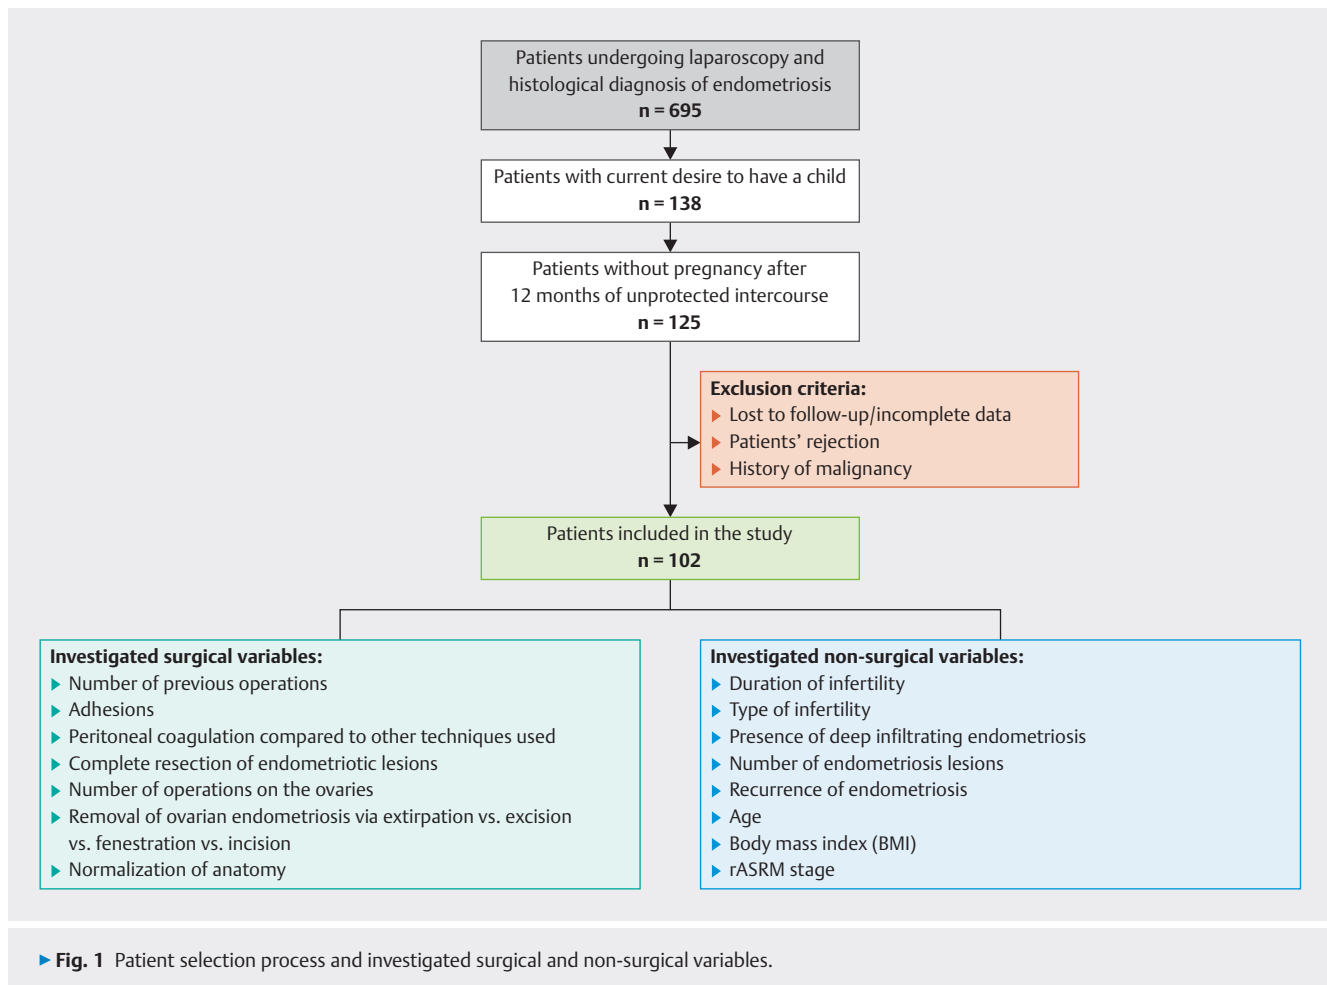 Patients undergoing laparoscopy and
histological diagnosis of endometriosis
n = 695
Patients with current desire to have a child
n = 138
Patients without pregnancy after
12 months of unprotected intercourse
n = 125
Exclusion criteria:
▶ Lost to follow-up/incomplete data
▶ Patients’ rejection
▶ History of malignancy
Patients included in the study
n = 102
Investigated surgical variables:
▶ Number of previous operations
▶ Adhesions
▶ Peritoneal coagulation compared to other techniques used
▶ Complete resection of endometriotic lesions
▶ Number of operations on the ovaries
▶ Removal of ovarian endometriosis via extirpation vs. excision
vs. fenestration vs. incision
▶ Normalization of anatomy
Investigated non-surgical variables:
▶ Duration of infertility
▶ Type of infertility
▶ Presence of deep infiltrating endometriosis
▶ Number of endometriosis lesions
▶ Recurrence of endometriosis
▶ Age
▶ Body mass index (BMI)
▶ rASRM stage
▶ Fig. 1 Patient selection process and investigated surgical and non-surgical variables.